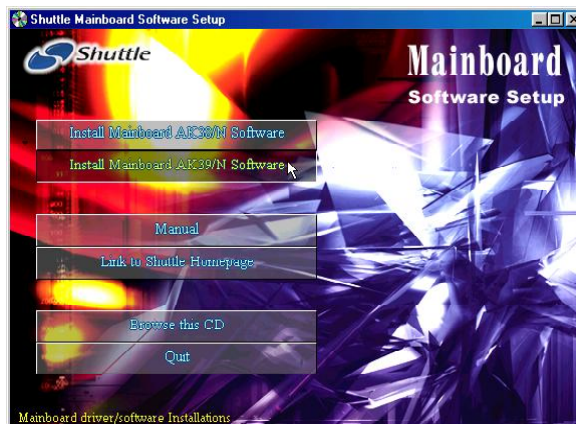 Shuttle Mainboard Software Setup
Shuttle
Mainboard
Software Setup
Install Mainboard AK38/N Software
Install Mainboard AK39/N Software
Manual
Link to Shuttle Homepage
Browse this CD
Quit
Mainboard driver/software Installations